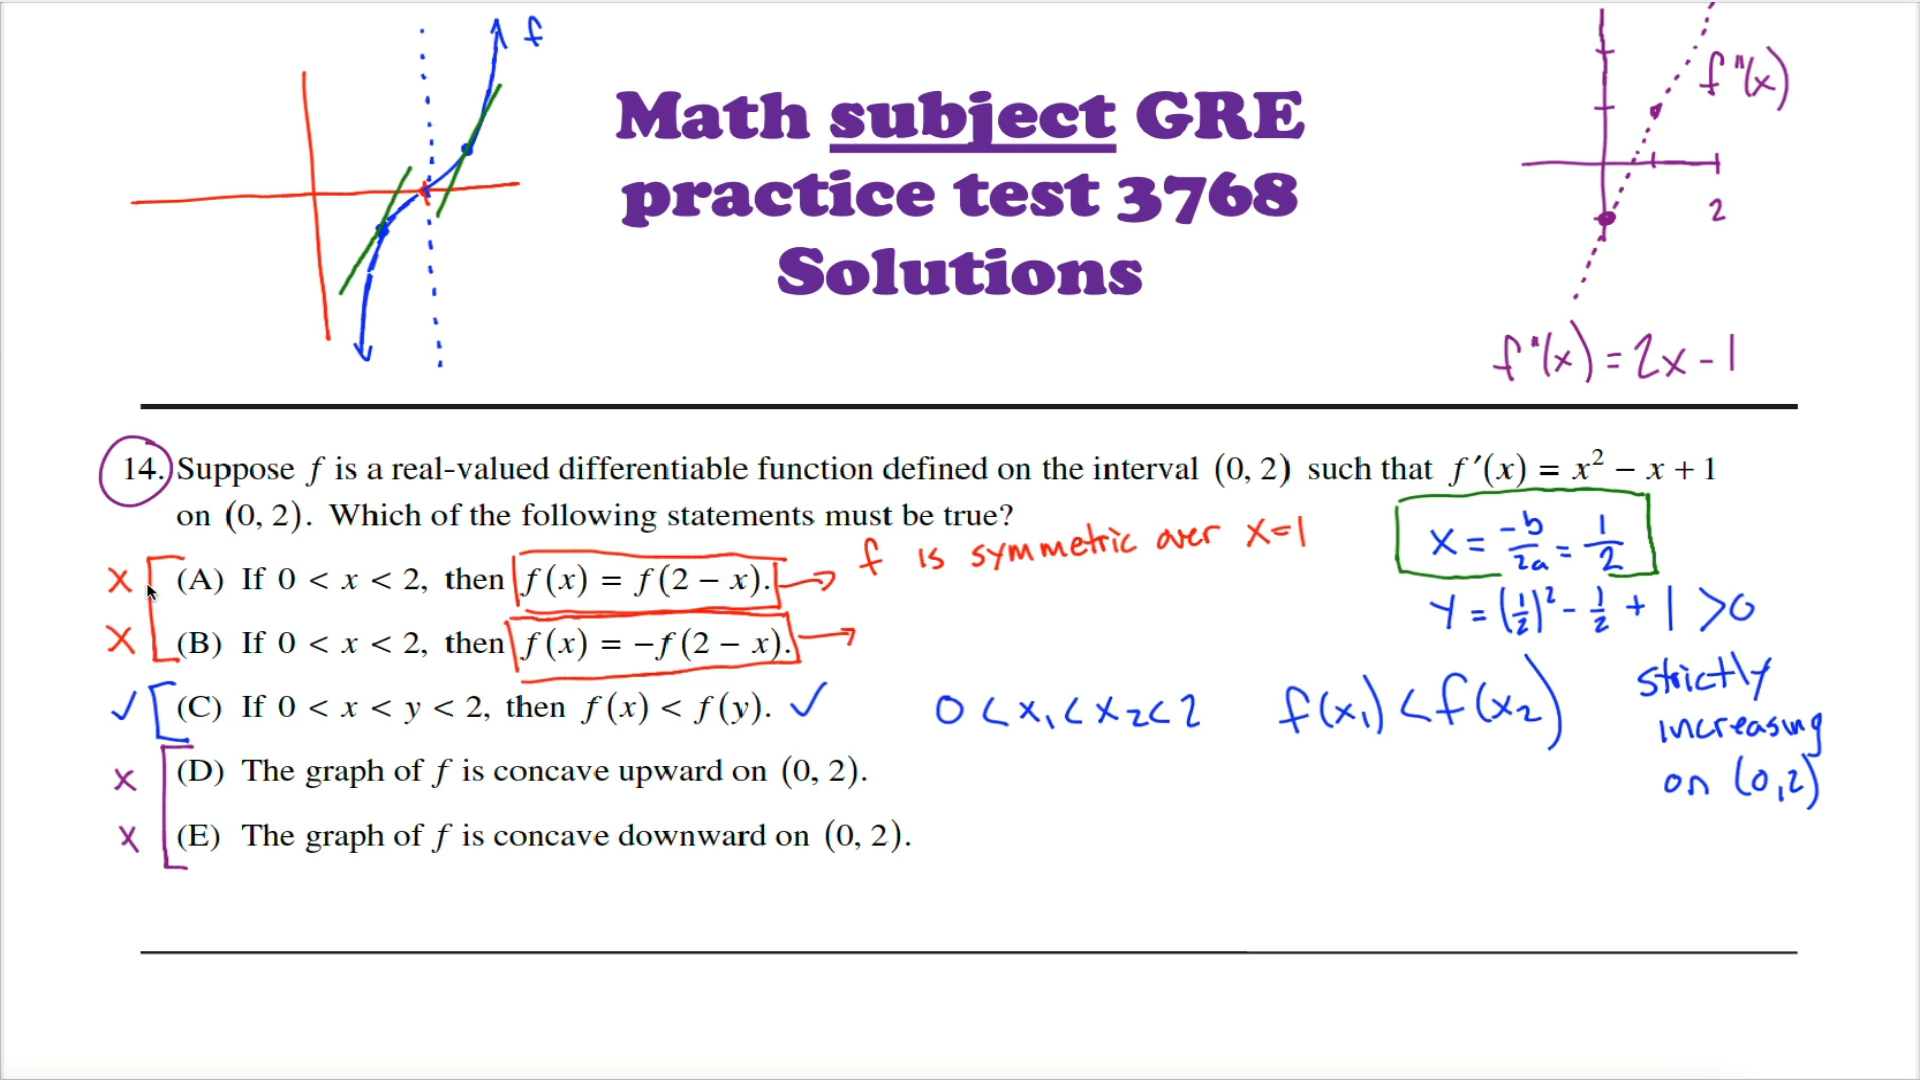 f
f"(x)
Math subject GRE
practice test 3768
Solutions
2
f"(x) = 2x - 1
14. Suppose f is a real-valued differentiable function defined on the interval (0, 2) such that f′(x) = x² − x + 1
on (0, 2). Which of the following statements must be true?
x = -b/2a = 1/2
f is symmetric over x=1
X (A) If 0 < x < 2, then f(x) = f(2 − x).
Y = (1/2)² - 1/2 + 1 > 0
X (B) If 0 < x < 2, then f(x) = −f(2 − x).
✓ (C) If 0 < x < y < 2, then f(x) < f(y). ✓ 0 < x₁ < x₂ < 2 f(x₁) < f(x₂)
strictly
increasing
on (0,2)
x (D) The graph of f is concave upward on (0, 2).
x (E) The graph of f is concave downward on (0, 2).